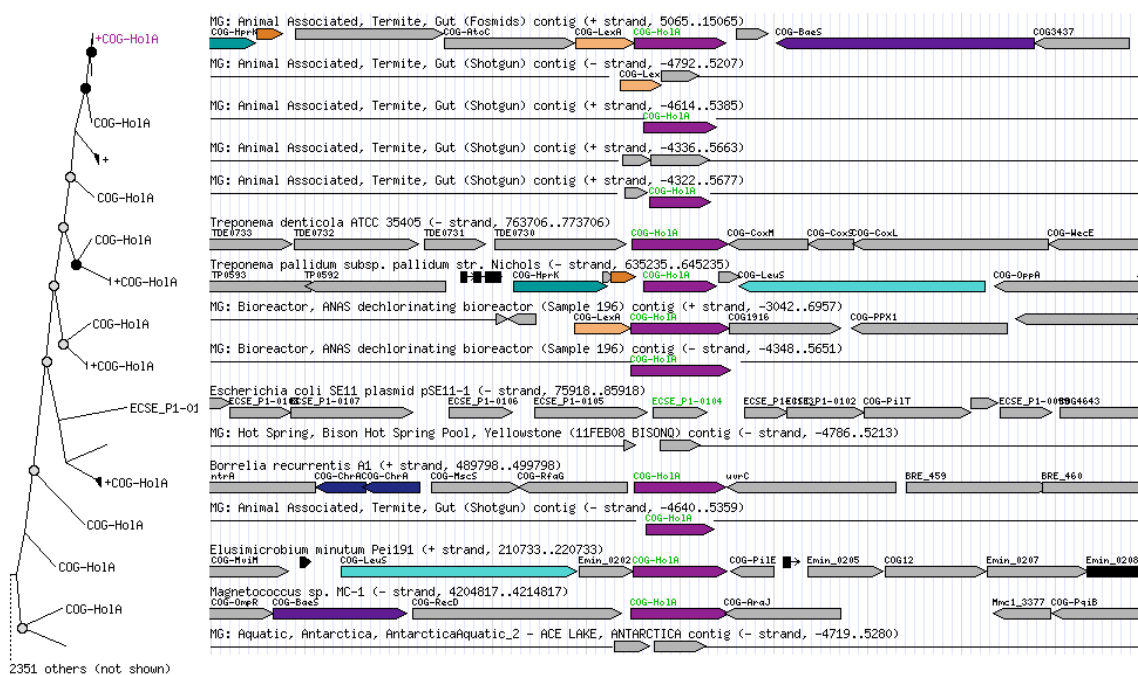 MG: Animal Associated, Termite, Gut (Fosmids) contig (+ strand, 5065..15065)
+COG-HolA
COG-HprK COG-AtoC COG-LexA COG-HolA COG-BaeS COG3437
MG: Animal Associated, Termite, Gut (Shotgun) contig (- strand, -4792..5207)
COG-Lex
MG: Animal Associated, Termite, Gut (Shotgun) contig (+ strand, -4614..5385)
COG-HolA COG-HolA
MG: Animal Associated, Termite, Gut (Shotgun) contig (+ strand, -4336..5663)
+
MG: Animal Associated, Termite, Gut (Shotgun) contig (+ strand, -4322..5677)
COG-HolA COG-HolA
Treponema denticola ATCC 35405 (- strand, 763706..773706)
COG-HolA TDE0733 TDE0732 TDE0731 TDE0730 COG-HolA COG-CoxM COG-CoxS COG-CoxL COG-WecE
Treponema pallidum subsp. pallidum str. Nichols (- strand, 635235..645235)
+COG-HolA TP0593 TP0592 COG-HprK COG-HolA COG-LeuS COG-OppA
MG: Bioreactor, ANAS dechlorinating bioreactor (Sample 196) contig (+ strand, -3042..6957)
COG-HolA COG-LexA COG-HolA COG1916 COG-PPX1
MG: Bioreactor, ANAS dechlorinating bioreactor (Sample 196) contig (- strand, -4348..5651)
+COG-HolA COG-HolA
Escherichia coli SE11 plasmid pSE11-1 (- strand, 75918..85918)
ECSE_P1-01 ECSE_P1-0107 ECSE_P1-0106 ECSE_P1-0105 ECSE_P1-0104 COG-PilT
MG: Hot Spring, Bison Hot Spring Pool, Yellowstone (11FEB08 BISONQ) contig (- strand, -4786..5213)
Borrelia recurrentis A1 (+ strand, 489798..499798)
+COG-HolA ntrA COG-ChrA COG-ChrA COG-MscS COG-RfaG COG-HolA uvrC BRE_459 BRE_460
MG: Animal Associated, Termite, Gut (Shotgun) contig (- strand, -4640..5359)
COG-HolA COG-HolA
Elusimicrobium minutum Pei191 (+ strand, 210733..220733)
COG-HolA COG-MviM COG-LeuS Emin_0202 COG-HolA COG-PilE Emin_0205 COG12 Emin_0207 Emin_0208
Magnetococcus sp. MC-1 (- strand, 4204817..4214817)
COG-HolA COG-OmpR COG-BaeS COG-RecD COG-HolA COG-AraJ Mmc1_3377 COG-PqiB
MG: Aquatic, Antarctica, AntarcticaAquatic_2 - ACE LAKE, ANTARCTICA contig (- strand, -4719..5280)
2351 others (not shown)